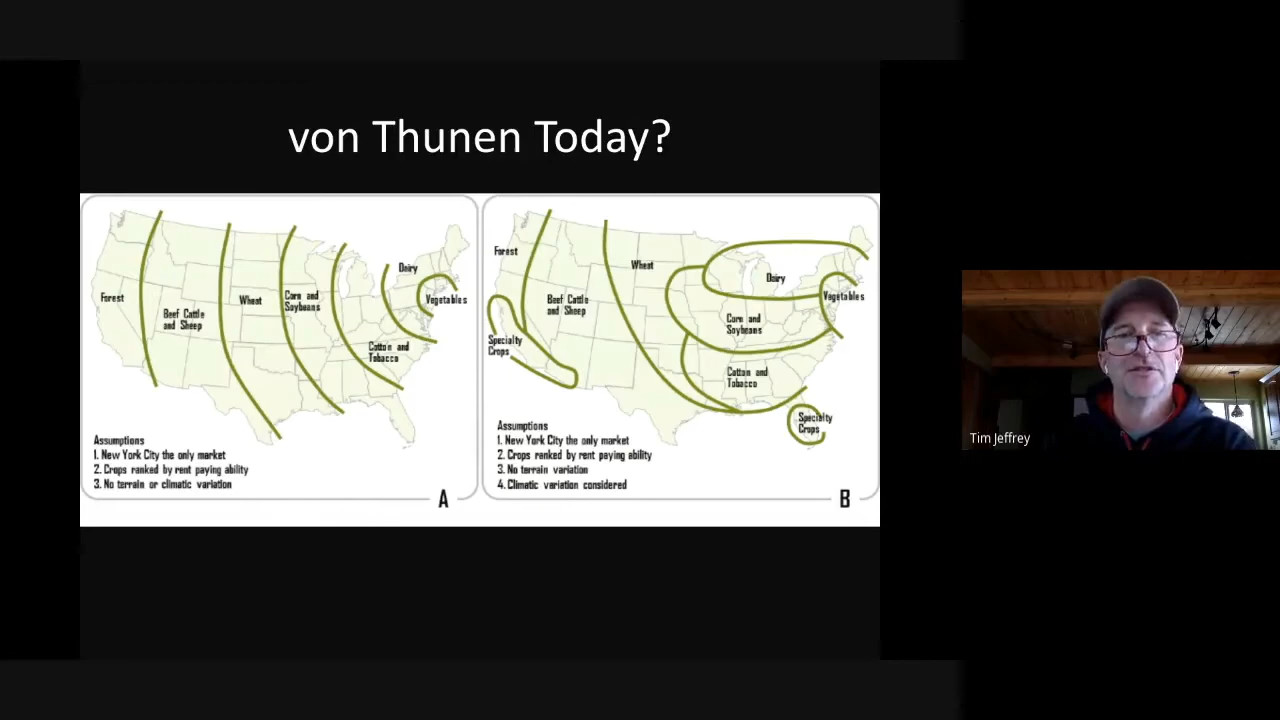 von Thunen Today?
Forest
Beef Cattle
and Sheep
Wheat
Corn and
Soybeans
Cotton and
Tobacco
Dairy
Vegetables
Assumptions
1. New York City the only market
2. Crops ranked by rent paying ability
3. No terrain or climatic variation
A
Forest
Specialty
Crops
Beef Cattle
and Sheep
Wheat
Dairy
Vegetables
Corn and
Soybeans
Cotton and
Tobacco
Specialty
Crops
Assumptions
1. New York City the only market
2. Crops ranked by rent paying ability
3. No terrain variation
4. Climatic variation considered
B
Tim Jeffrey